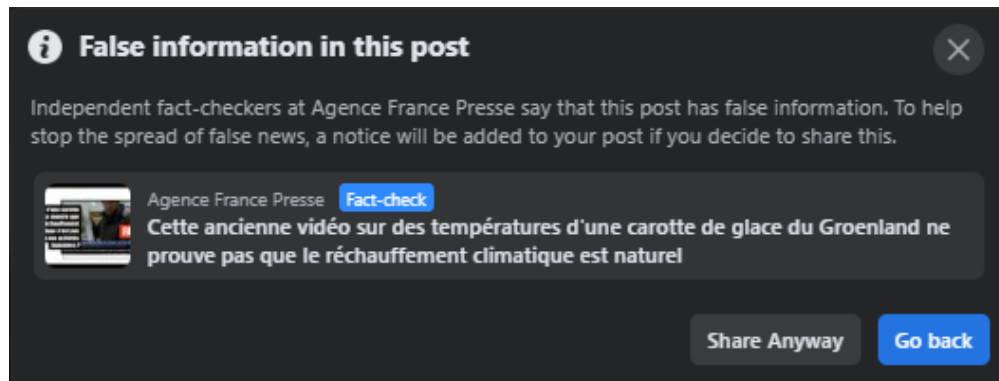 False information in this post
Independent fact-checkers at Agence France Presse say that this post has false information. To help
stop the spread of false news, a notice will be added to your post if you decide to share this.
Agence France Presse Fact-check
Cette ancienne vidéo sur des températures d'une carotte de glace du Groenland ne
prouve pas que le réchauffement climatique est naturel
Share Anyway Go back